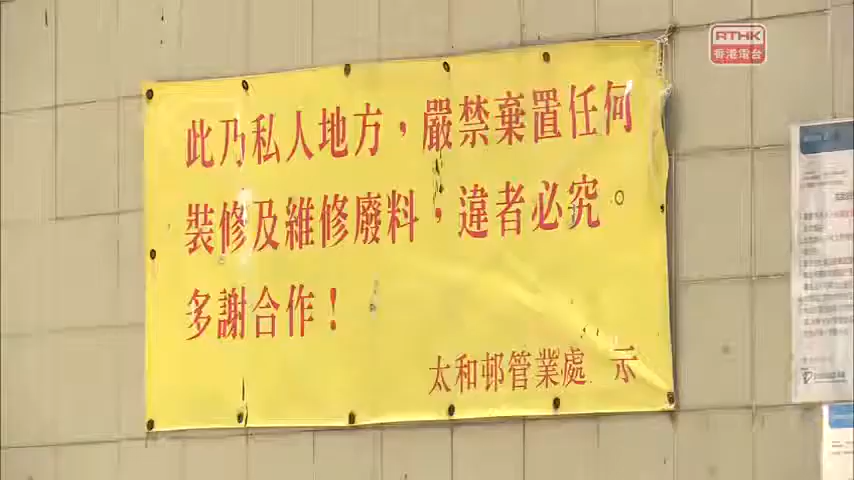 RTHK
香港電台
此乃私人地方，嚴禁棄置任何
裝修及維修廢料，違者必究。
多謝合作！
太和邨管業處 示